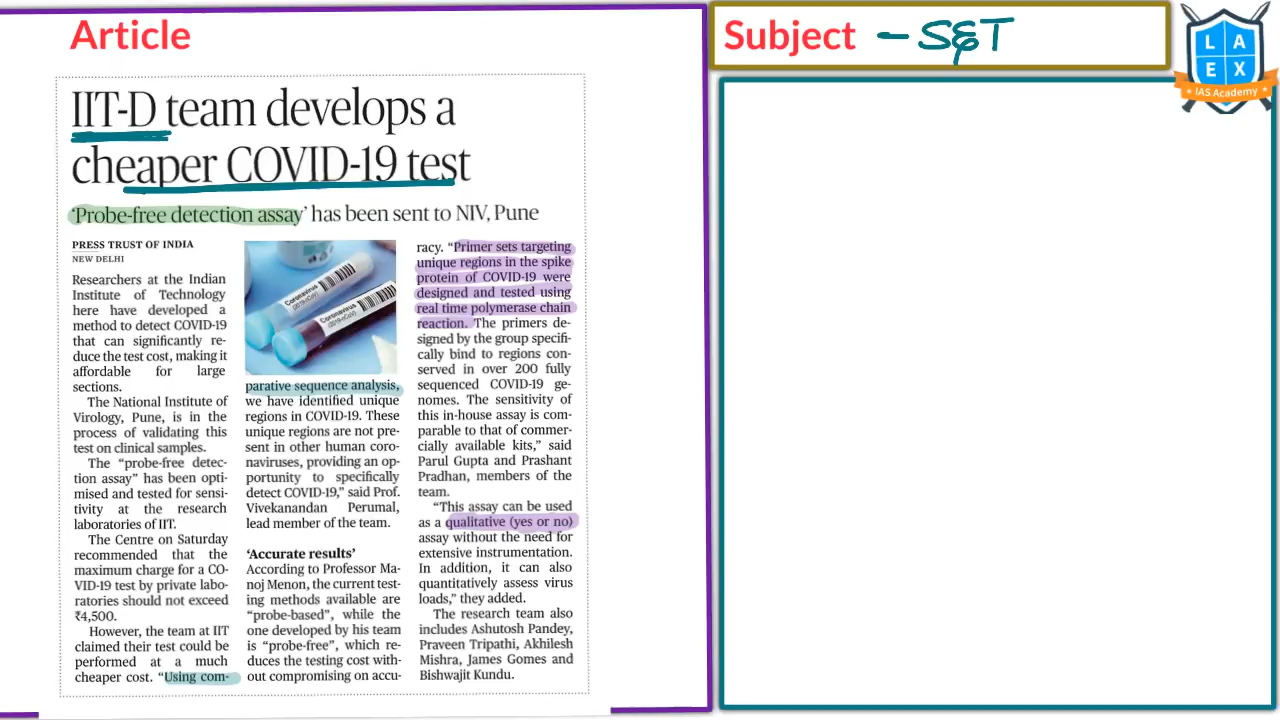 Article
IIT-D team develops a
cheaper COVID-19 test
‘Probe-free detection assay’ has been sent to NIV, Pune
PRESS TRUST OF INDIA
NEW DELHI
Researchers at the Indian
Institute of Technology
here have developed a
method to detect COVID-19
that can significantly re-
duce the test cost, making it
affordable for large
sections.
The National Institute of
Virology, Pune, is in the
process of validating this
test on clinical samples.
The “probe-free detec-
tion assay” has been opti-
mised and tested for sensi-
tivity at the research
laboratories of IIT.
The Centre on Saturday
recommended that the
maximum charge for a CO-
VID-19 test by private labo-
ratories should not exceed
₹4,500.
However, the team at IIT
claimed their test could be
performed at a much
cheaper cost. “Using com-
Coronavirus
(2019-nCoV)
Coronavirus
(2019-nCoV)
parative sequence analysis,
we have identified unique
regions in COVID-19. These
unique regions are not pre-
sent in other human coro-
naviruses, providing an op-
portunity to specifically
detect COVID-19,” said Prof.
Vivekanandan Perumal,
lead member of the team.
‘Accurate results’
According to Professor Ma-
noj Menon, the current test-
ing methods available are
“probe-based”, while the
one developed by his team
is “probe-free”, which re-
duces the testing cost with-
out compromising on accu-
racy. “Primer sets targeting
unique regions in the spike
protein of COVID-19 were
designed and tested using
real time polymerase chain
reaction. The primers de-
signed by the group specifi-
cally bind to regions con-
served in over 200 fully
sequenced COVID-19 ge-
nomes. The sensitivity of
this in-house assay is com-
parable to that of commer-
cially available kits,” said
Parul Gupta and Prashant
Pradhan, members of the
team.
“This assay can be used
as a qualitative (yes or no)
assay without the need for
extensive instrumentation.
In addition, it can also
quantitatively assess virus
loads,” they added.
The research team also
includes Ashutosh Pandey,
Praveen Tripathi, Akhilesh
Mishra, James Gomes and
Bishwajit Kundu.
Subject - S&T
L A
E X
IAS Academy